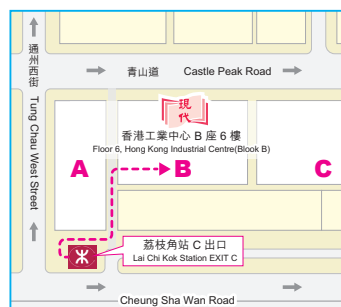 通州西街
Tung Chau West Street
青山道 Castle Peak Road
現代
香港工業中心 B 座 6 樓
Floor 6, Hong Kong Industrial Centre(Blook B)
A B C
荔枝角站 C 出口
Lai Chi Kok Station EXIT C
Cheung Sha Wan Road